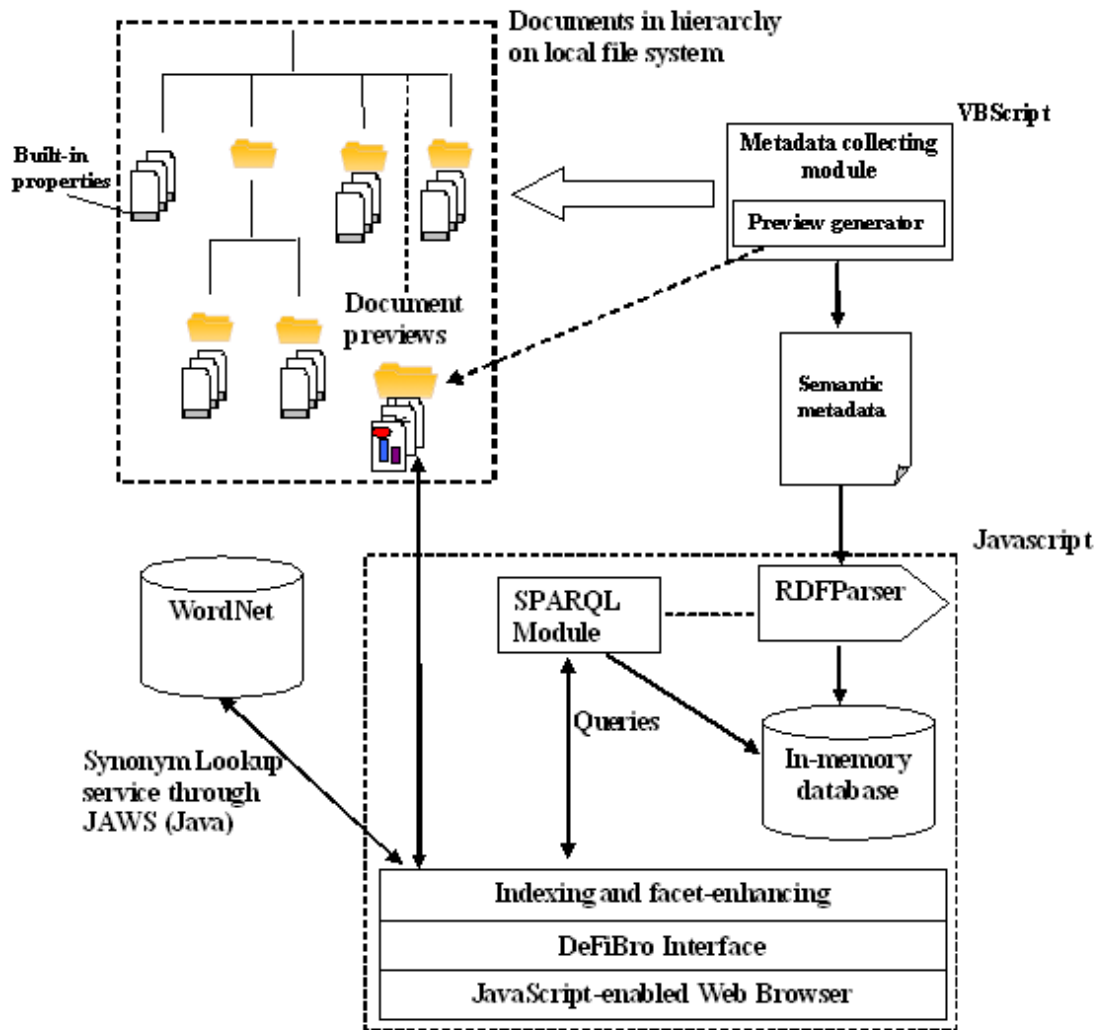 Documents in hierarchy
on local file system
VBScript
Metadata collecting
module
Preview generator
Built-in
properties
Document
previews
Semantic
metadata
Javascript
RDFParser
SPARQL
Module
WordNet
Queries
In-memory
database
Synonym Lookup
service through
JAWS (Java)
Indexing and facet-enhancing
DeFiBro Interface
JavaScript-enabled Web Browser